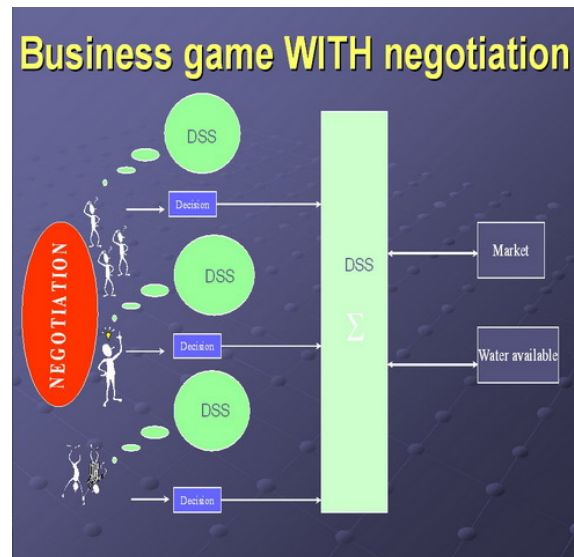 Business game WITH negotiation
DSS
Decision
NEGOTIATION
DSS
DSS
Σ
Market
Decision
Water available
DSS
Decision